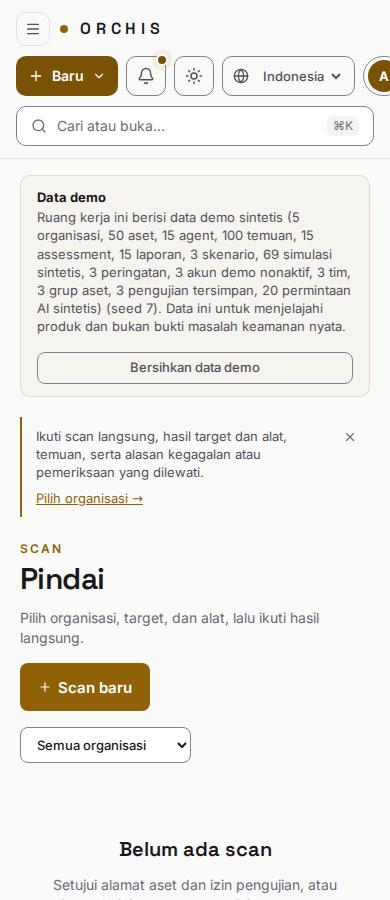 ORCHIS
+ Baru
Indonesia
A
Cari atau buka...
⌘K
Data demo
Ruang kerja ini berisi data demo sintetis (5
organisasi, 50 aset, 15 agent, 100 temuan, 15
assessment, 15 laporan, 3 skenario, 69 simulasi
sintetis, 3 peringatan, 3 akun demo nonaktif, 3 tim,
3 grup aset, 3 pengujian tersimpan, 20 permintaan
AI sintetis) (seed 7). Data ini untuk menjelajahi
produk dan bukan bukti masalah keamanan nyata.
Bersihkan data demo
Ikuti scan langsung, hasil target dan alat,
temuan, serta alasan kegagalan atau
pemeriksaan yang dilewati.
Pilih organisasi →
SCAN
Pindai
Pilih organisasi, target, dan alat, lalu ikuti hasil
langsung.
+ Scan baru
Semua organisasi
Belum ada scan
Setujui alamat aset dan izin pengujian, atau